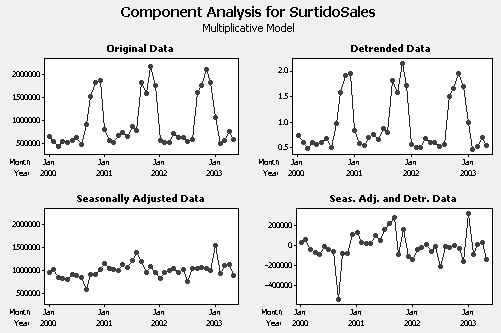 Component Analysis for SurtidoSales
Multiplicative Model
Original Data
2000000
1500000
1000000
500000
Month Jan Jan Jan Jan
Year 2000 2001 2002 2003
Detrended Data
2.0
1.5
1.0
0.5
Month Jan Jan Jan Jan
Year 2000 2001 2002 2003
Seasonally Adjusted Data
2000000
1500000
1000000
500000
Month Jan Jan Jan Jan
Year 2000 2001 2002 2003
Seas. Adj. and Detr. Data
200000
0
-200000
-400000
Month Jan Jan Jan Jan
Year 2000 2001 2002 2003